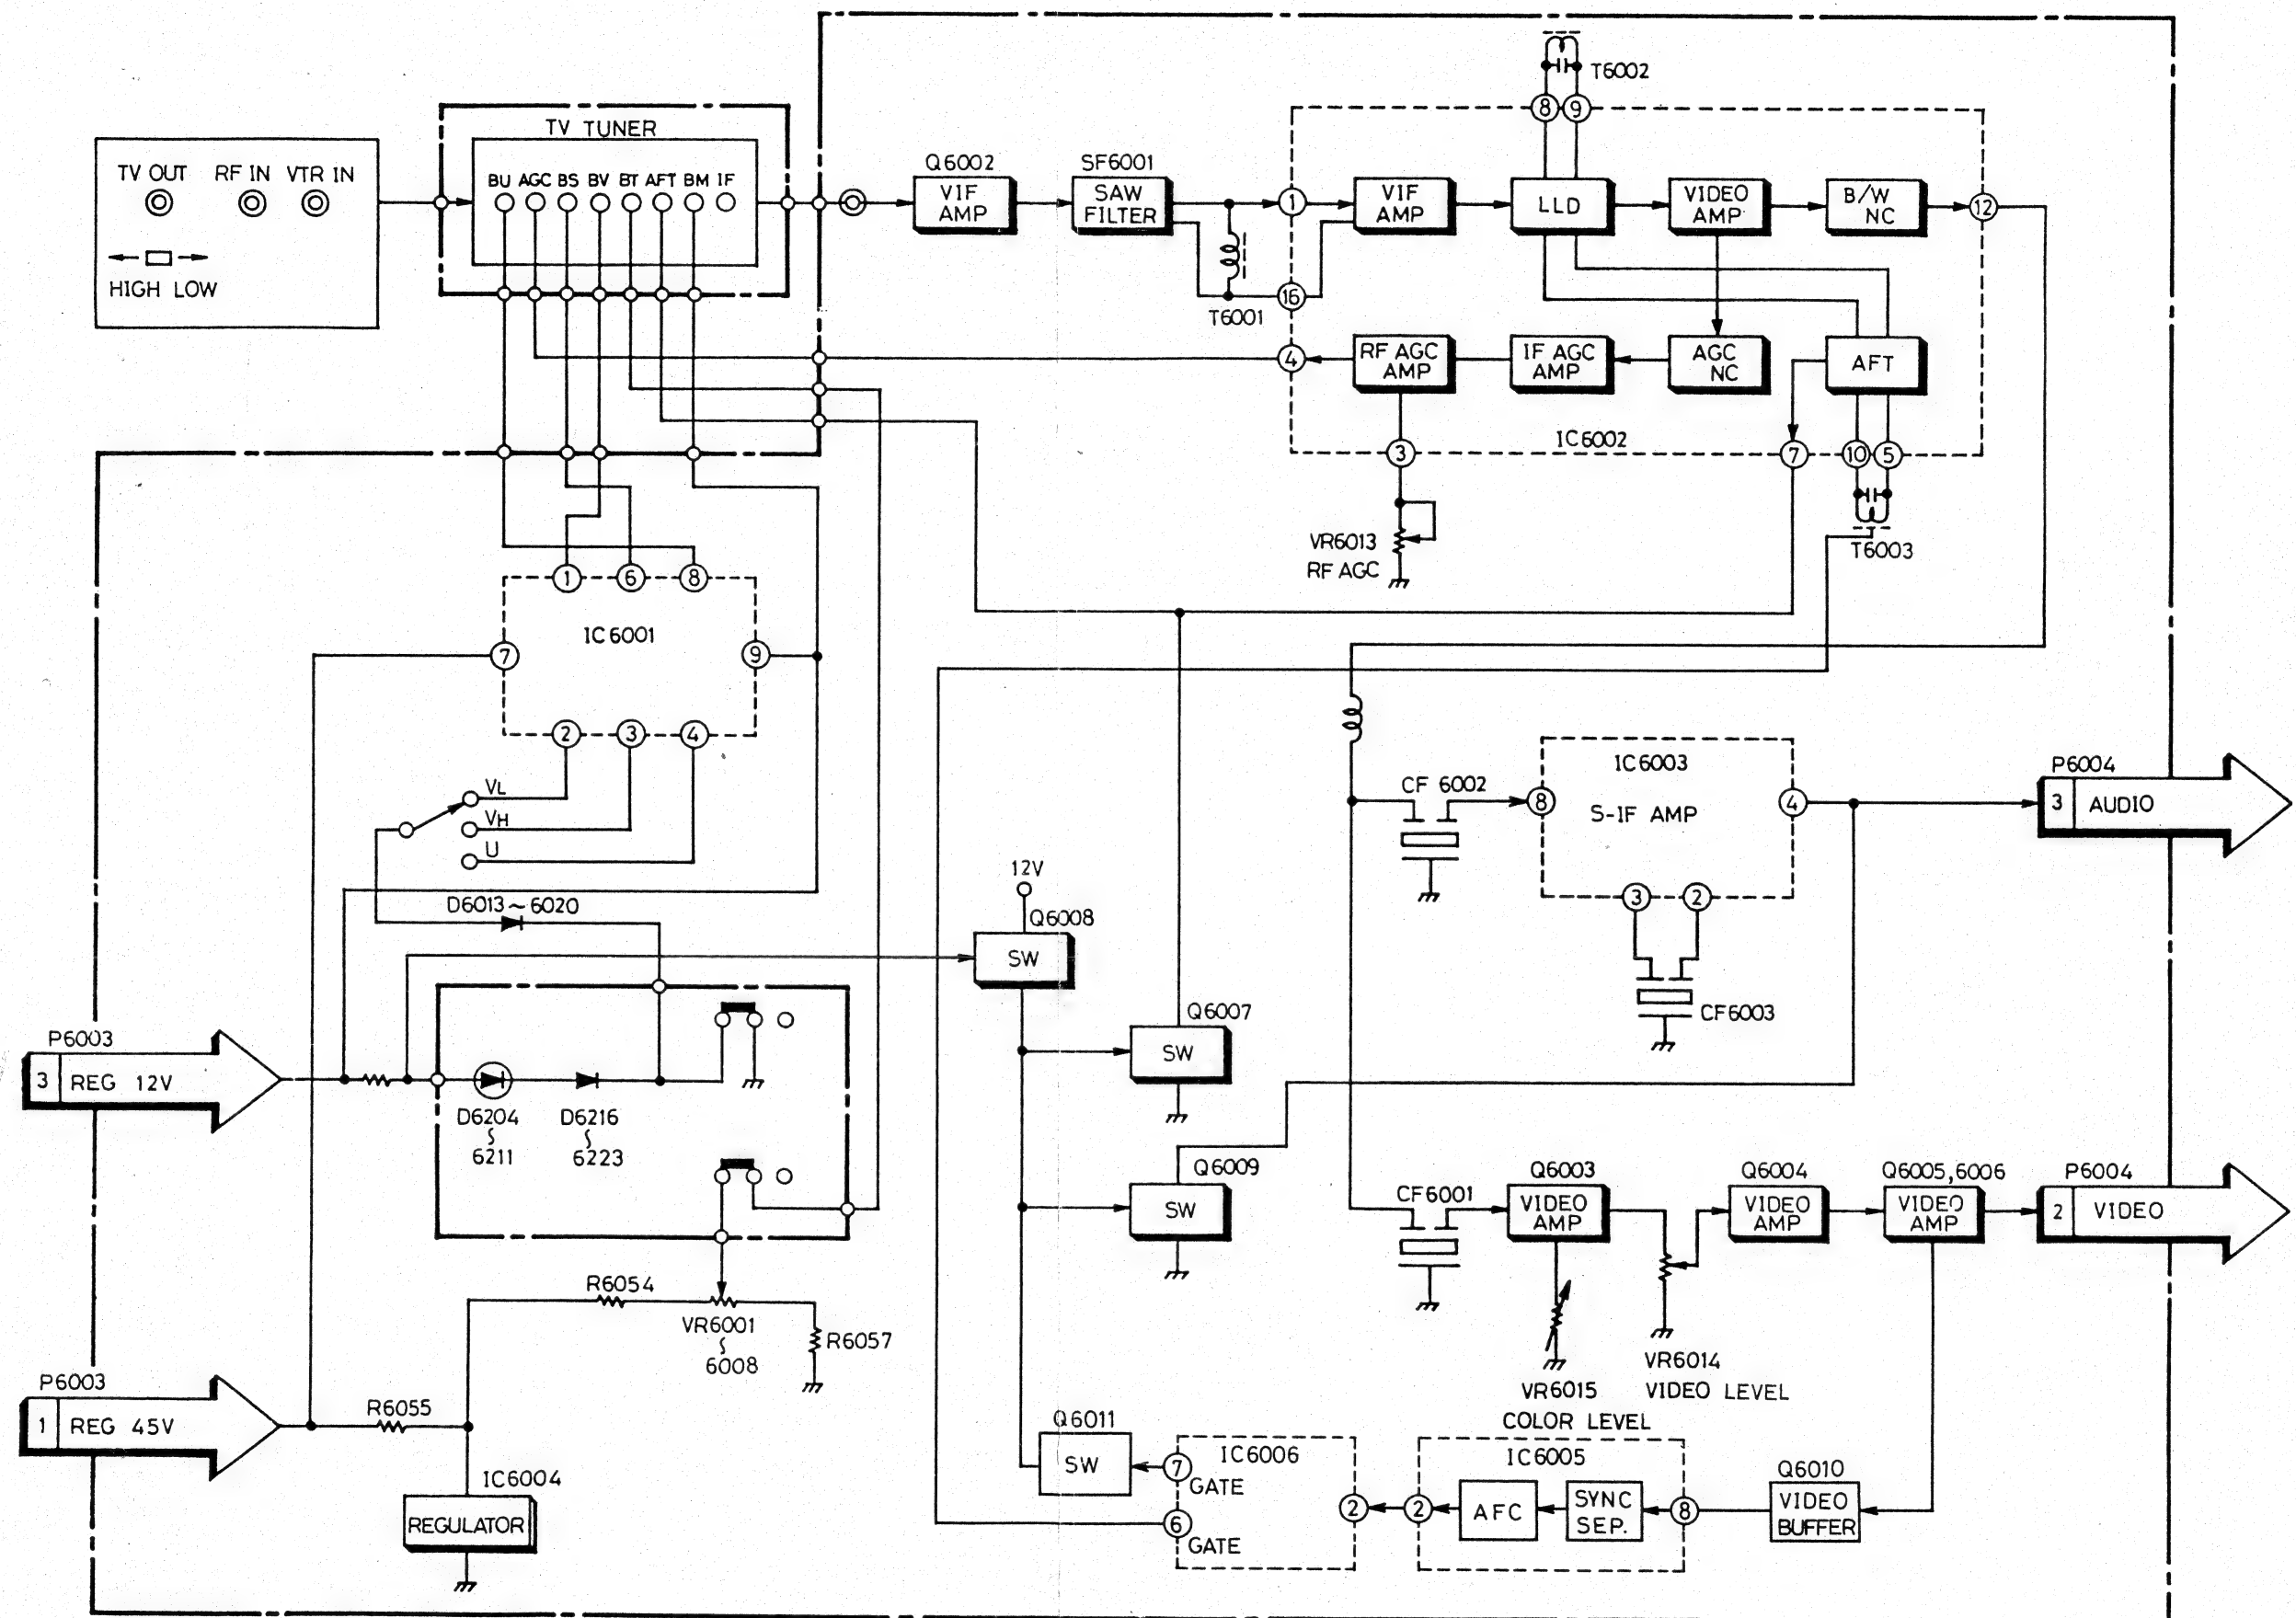 TV OUT RF IN VTR IN
HIGH LOW
TV TUNER
BU AGC BS BV BT AFT BM IF
Q6002
VIF
AMP
SF6001
SAW
FILTER
T6001
1
16
4
VIF
AMP
8 9
T6002
LLD
VIDEO
AMP
B/W
NC
12
RF AGC
AMP
IF AGC
AMP
AGC
NC
AFT
IC6002
3
7
10
5
VR6013
RF AGC
T6003
1 6 8
IC6001
7
9
2 3 4
VL
VH
U
D6013~6020
12V
Q6008
SW
Q6007
SW
Q6009
SW
CF 6002
8
IC6003
S-IF AMP
4
3 2
CF6003
P6004
3 AUDIO
P6003
3 REG 12V
D6204
~
6211
D6216
~
6223
R6054
VR6001
~
6008
R6057
P6003
1 REG 45V
R6055
IC6004
REGULATOR
CF6001
Q6003
VIDEO
AMP
Q6004
VIDEO
AMP
Q6005,6006
VIDEO
AMP
P6004
2 VIDEO
VR6015
COLOR LEVEL
VR6014
VIDEO LEVEL
Q6011
SW
7
GATE
6
GATE
IC6006
2
2
IC6005
AFC
SYNC
SEP.
8
Q6010
VIDEO
BUFFER